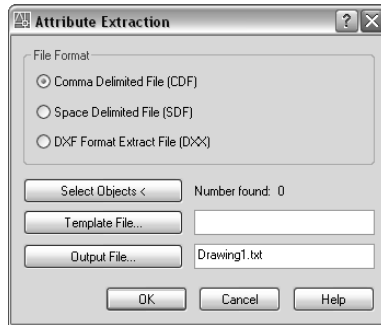 Attribute Extraction
File Format
Comma Delimited File (CDF)
Space Delimited File (SDF)
DXF Format Extract File (DXX)
Select Objects < Number found: 0
Template File...
Output File... Drawing1.txt
OK Cancel Help